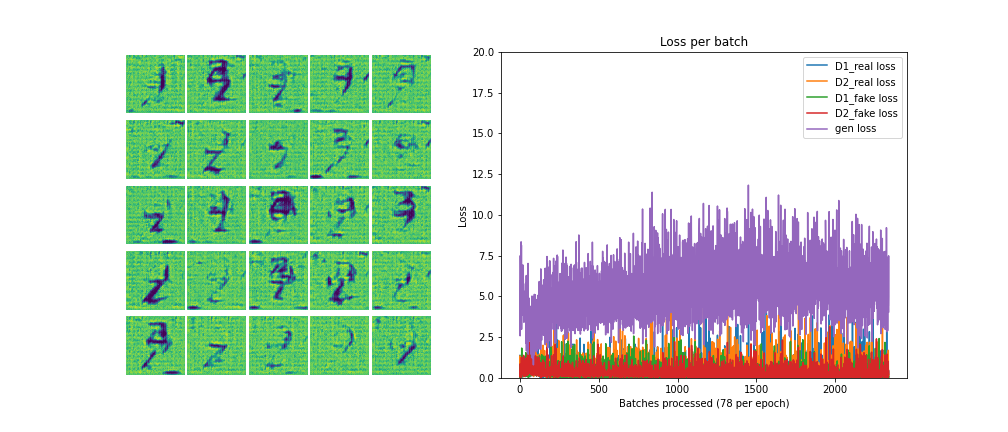 Loss per batch
20.0
17.5
15.0
12.5
10.0
7.5
5.0
2.5
0.0
Loss
D1_real loss
D2_real loss
D1_fake loss
D2_fake loss
gen loss
0 500 1000 1500 2000
Batches processed (78 per epoch)